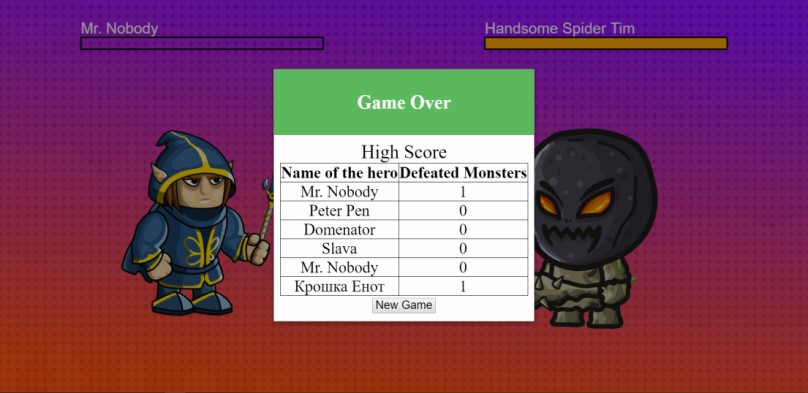 Mr. Nobody
Handsome Spider Tim
Game Over
High Score
Name of the hero Defeated Monsters
Mr. Nobody 1
Peter Pen 0
Domenator 0
Slava 0
Mr. Nobody 0
Крошка Енот 1
New Game